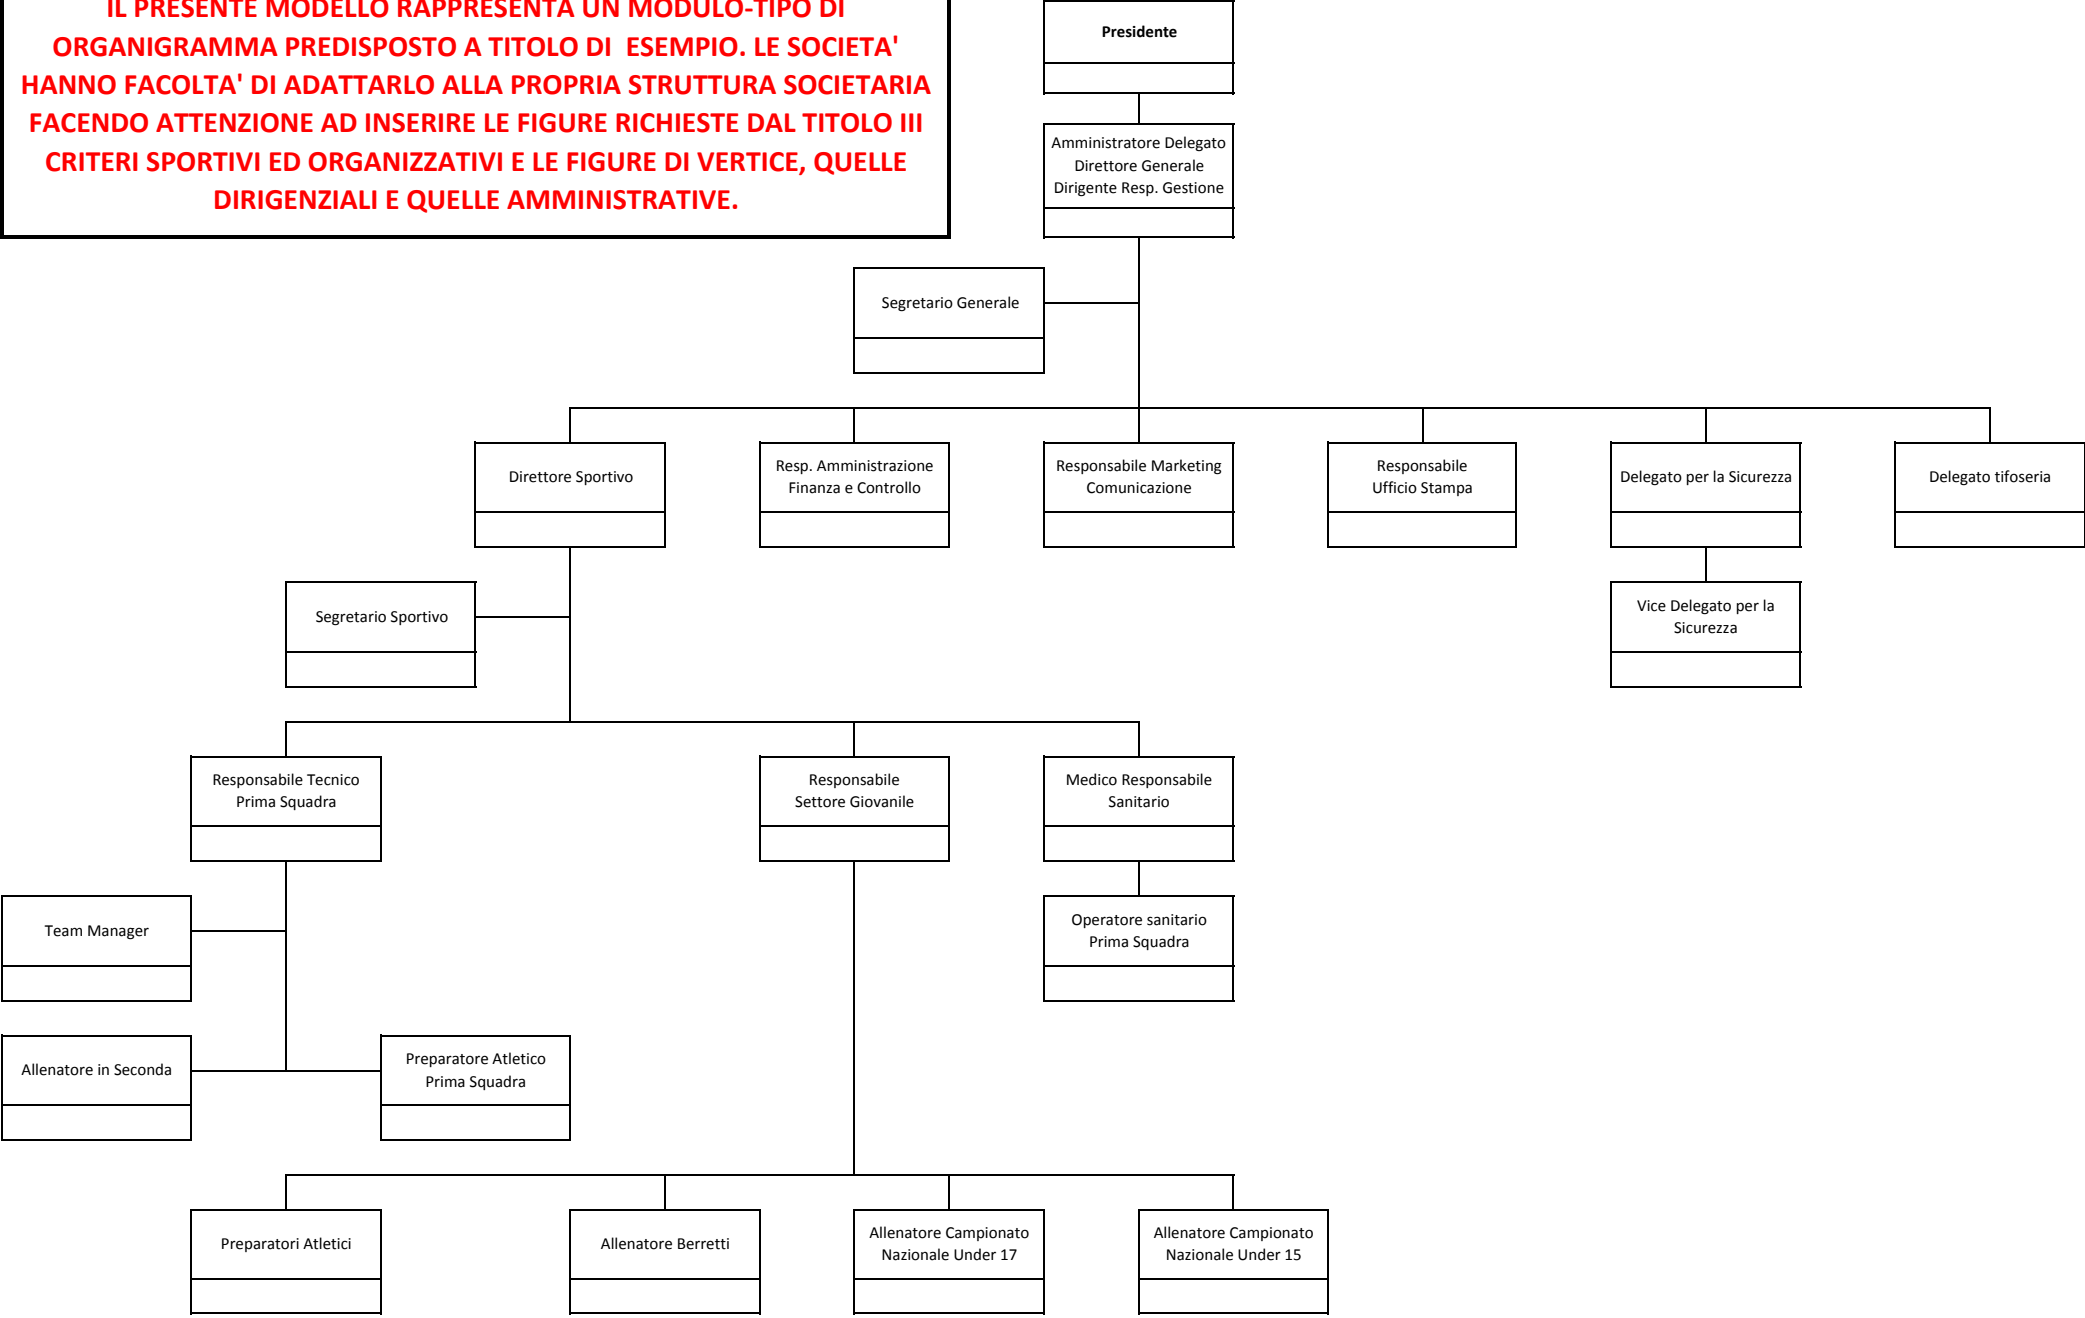 IL PRESENTE MODELLO RAPPRESENTA UN MODULO-TIPO DI
ORGANIGRAMMA PREDISPOSTO A TITOLO DI ESEMPIO. LE SOCIETA'
HANNO FACOLTA' DI ADATTARLO ALLA PROPRIA STRUTTURA SOCIETARIA
FACENDO ATTENZIONE AD INSERIRE LE FIGURE RICHIESTE DAL TITOLO III
CRITERI SPORTIVI ED ORGANIZZATIVI E LE FIGURE DI VERTICE, QUELLE
DIRIGENZIALI E QUELLE AMMINISTRATIVE.
Presidente
Amministratore Delegato
Direttore Generale
Dirigente Resp. Gestione
Segretario Generale
Direttore Sportivo
Resp. Amministrazione
Finanza e Controllo
Responsabile Marketing
Comunicazione
Responsabile
Ufficio Stampa
Delegato per la Sicurezza
Delegato tifoseria
Segretario Sportivo
Vice Delegato per la
Sicurezza
Responsabile Tecnico
Prima Squadra
Responsabile
Settore Giovanile
Medico Responsabile
Sanitario
Team Manager
Operatore sanitario
Prima Squadra
Allenatore in Seconda
Preparatore Atletico
Prima Squadra
Preparatori Atletici
Allenatore Berretti
Allenatore Campionato
Nazionale Under 17
Allenatore Campionato
Nazionale Under 15